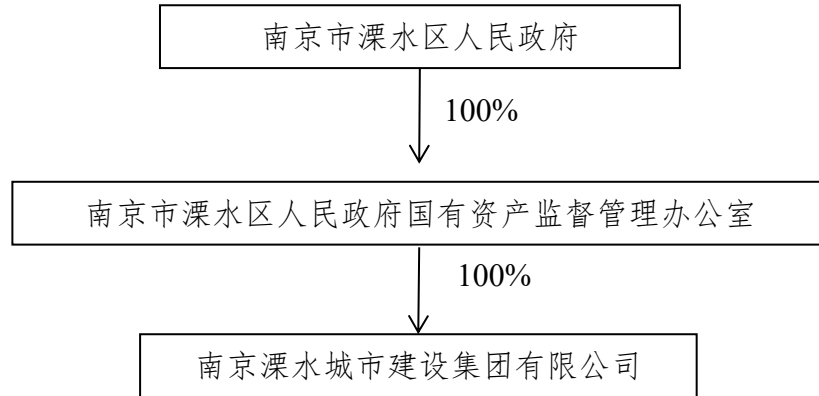 南京市溧水区人民政府
100%
南京市溧水区人民政府国有资产监督管理办公室
100%
南京溧水城市建设集团有限公司